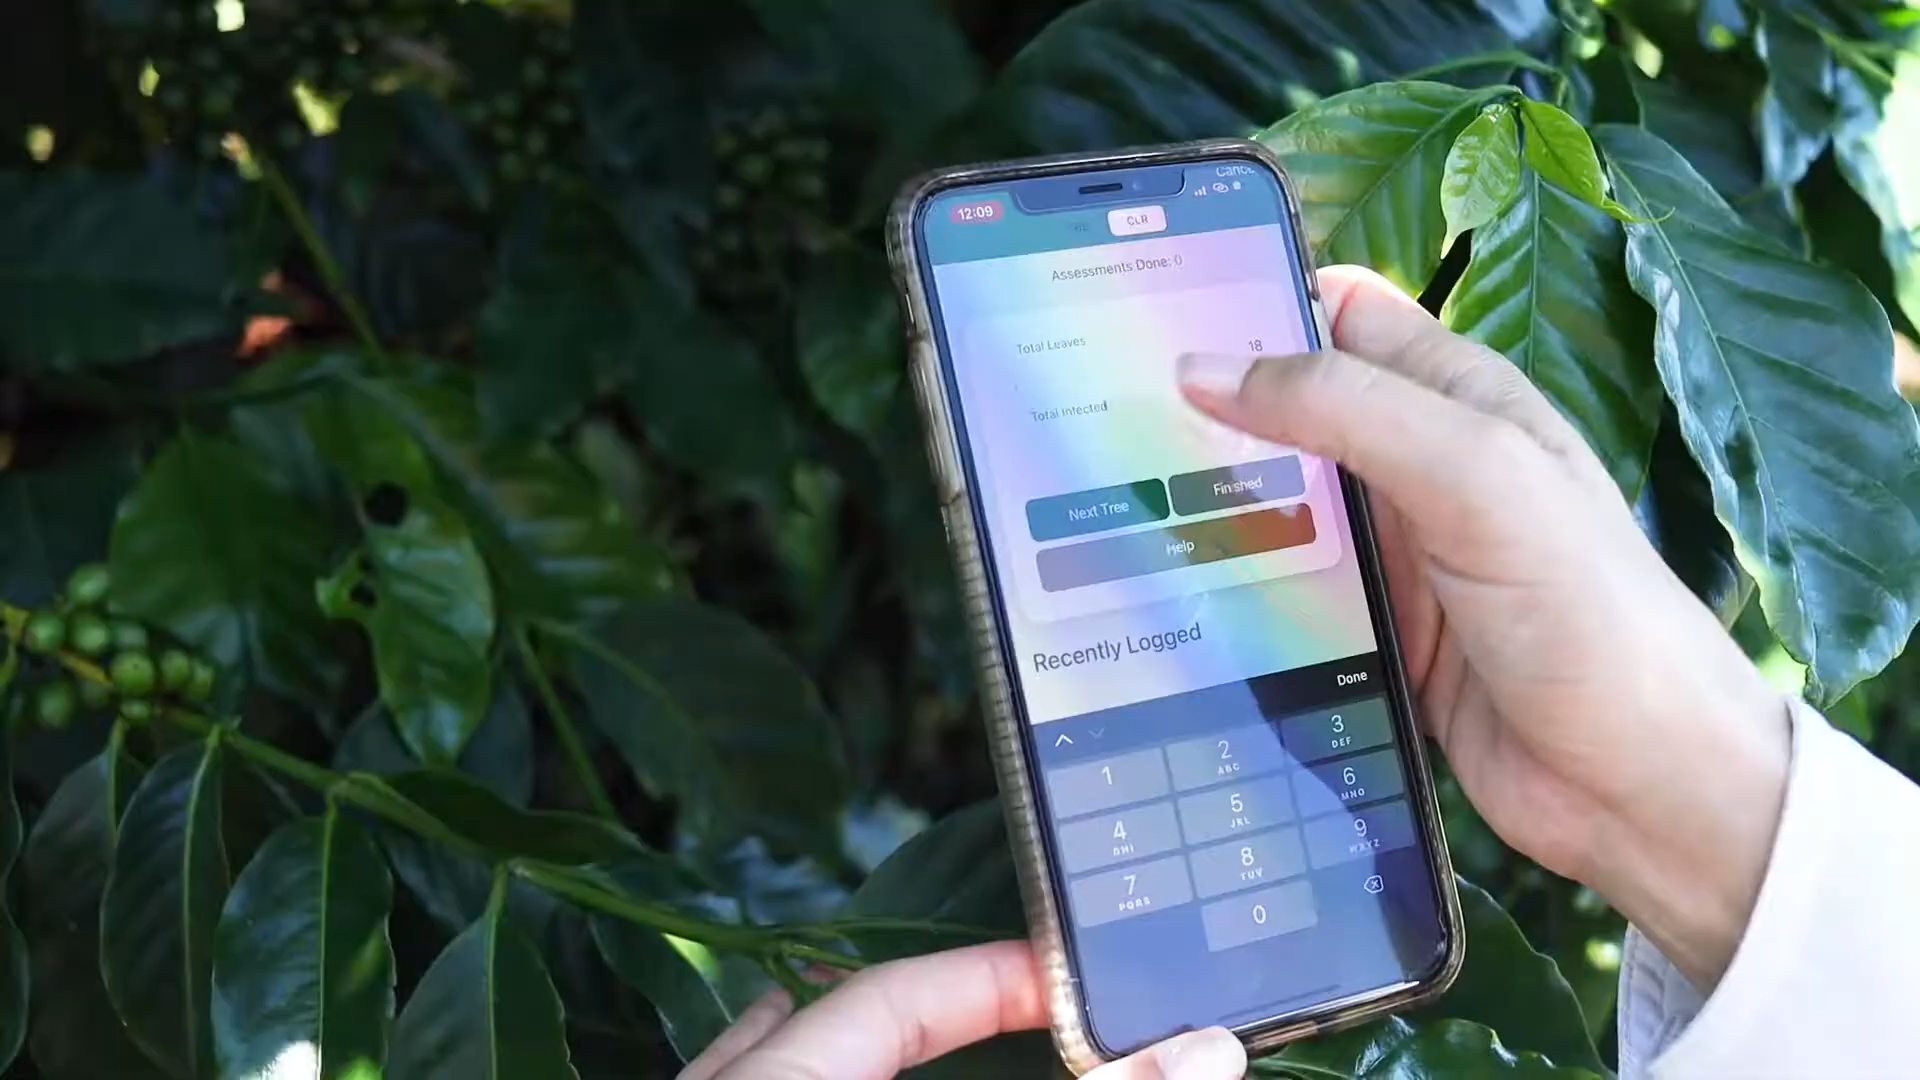 Cance
12:09
CLR
Assessments Done: 0
Total Leaves 18
Total Infected
Next Tree Finished
Help
Recently Logged
Done
1
2 ABC
3 DEF
4 GHI
5 JKL
6 MNO
7 PQRS
8 TUV
9 WXYZ
0